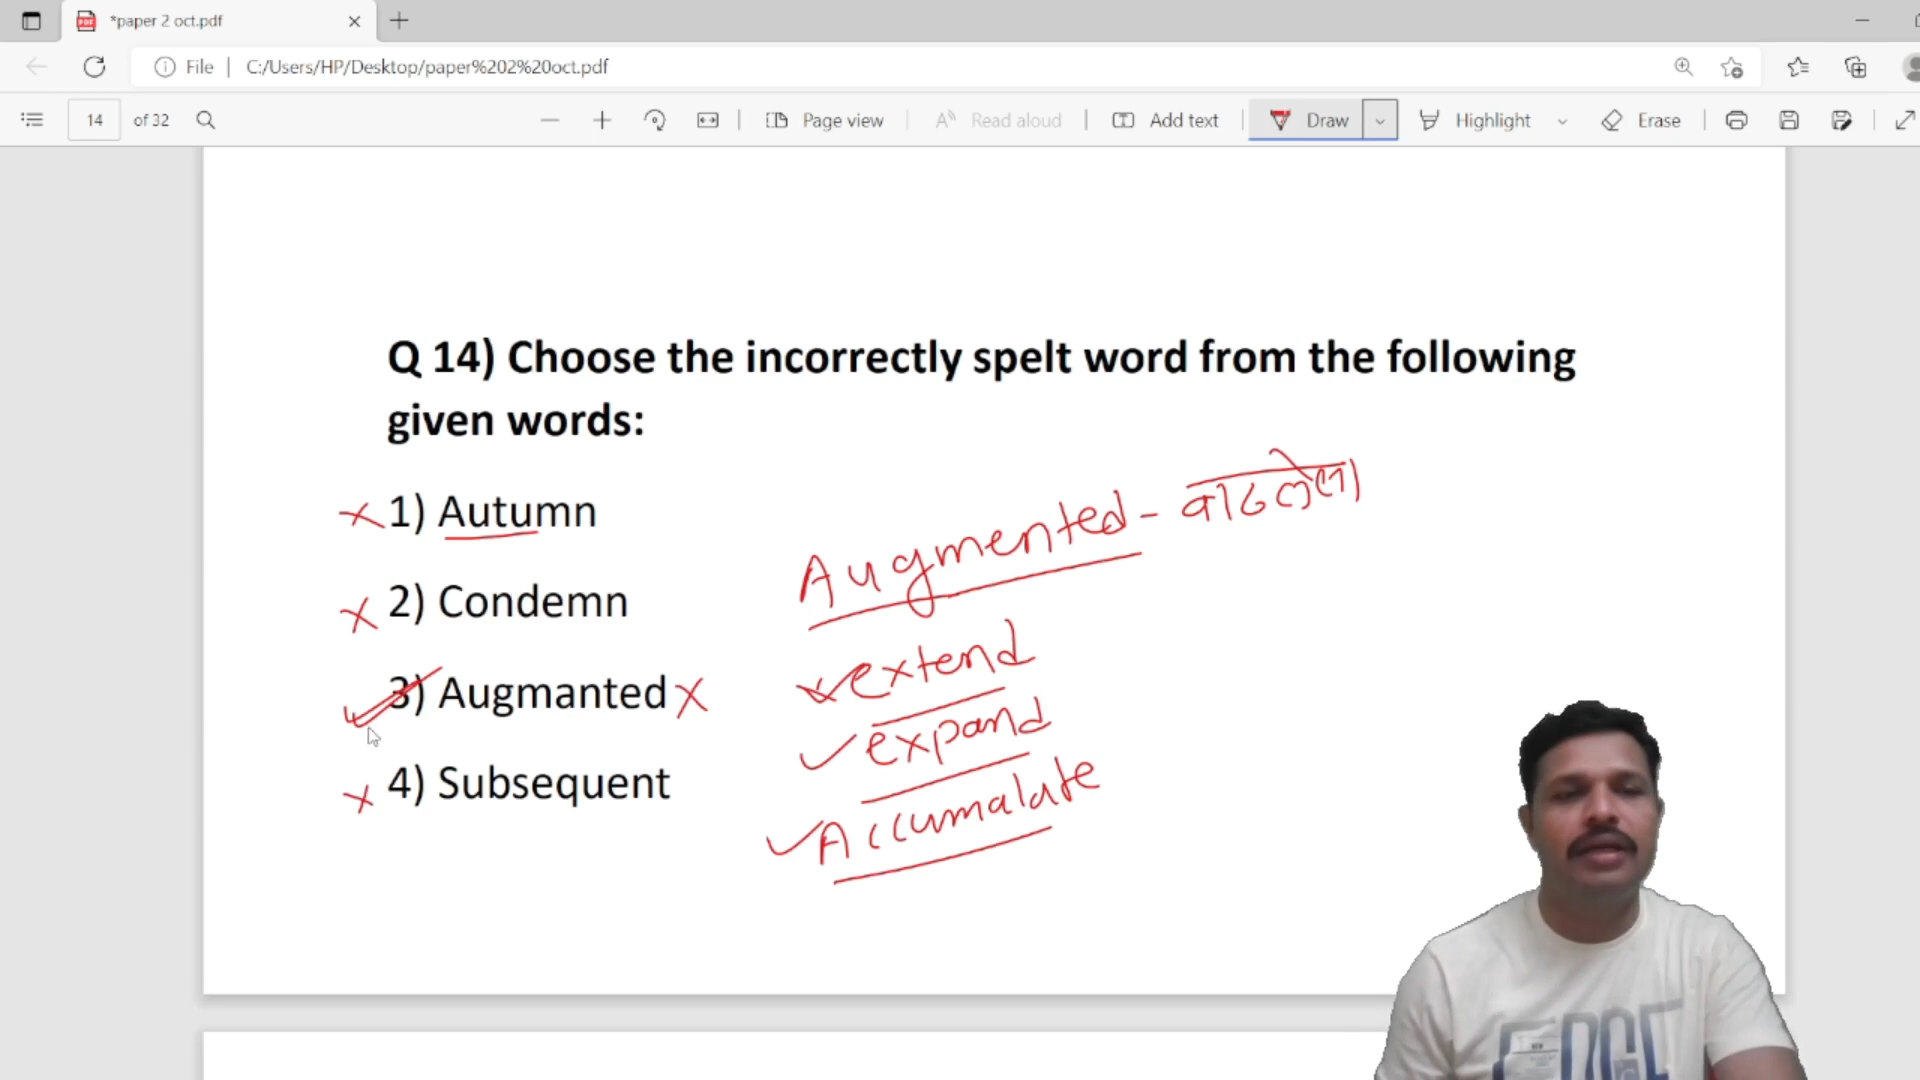 *paper 2 oct.pdf
File | C:/Users/HP/Desktop/paper%202%20oct.pdf
14 of 32 Page view Read aloud Add text Draw Highlight Erase
Q 14) Choose the incorrectly spelt word from the following
given words:
1) Autumn
Augmented - वाढलेला
2) Condemn
extend
3) Augmanted x
expand
4) Subsequent
Accumalate